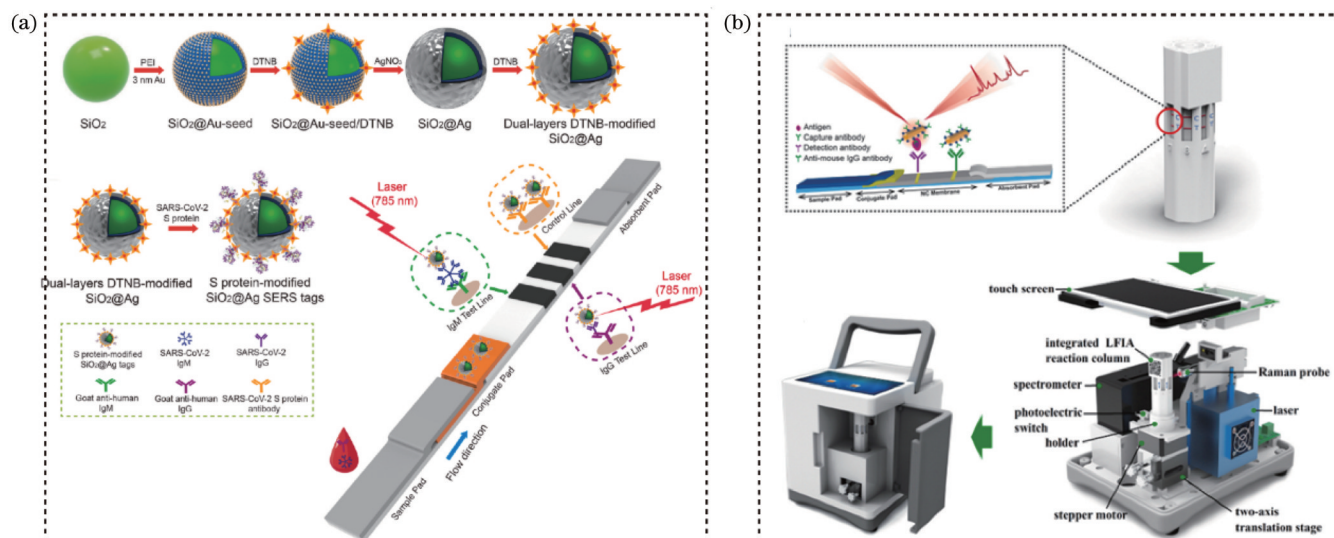 (a)
PEI
3 nm Au
DTNB
AgNO₃
DTNB
SiO₂
SiO₂@Au-seed
SiO₂@Au-seed/DTNB
SiO₂@Ag
Dual-layers DTNB-modified
SiO₂@Ag
SARS-CoV-2
S protein
Dual-layers DTNB-modified
SiO₂@Ag
S protein-modified
SiO₂@Ag SERS tags
S protein-modified
SiO₂@Ag tags
SARS-CoV-2
IgM
SARS-CoV-2
IgG
Goat anti-human
IgM
Goat anti-human
IgG
SARS-CoV-2 S protein
antibody
Laser
(785 nm)
Control Line
Absorbent Pad
IgM Test Line
Laser
(785 nm)
IgG Test Line
Conjugate Pad
Flow direction
Sample Pad
(b)
Antigen
Capture antibody
Detection antibody
Anti-mouse IgG antibody
Sample Pad
Conjugate Pad
NC Membrane
Absorbent Pad
C
T
touch screen
integrated LFIA
reaction column
Raman probe
spectrometer
laser
photoelectric
switch
holder
stepper motor
two-axis
translation stage